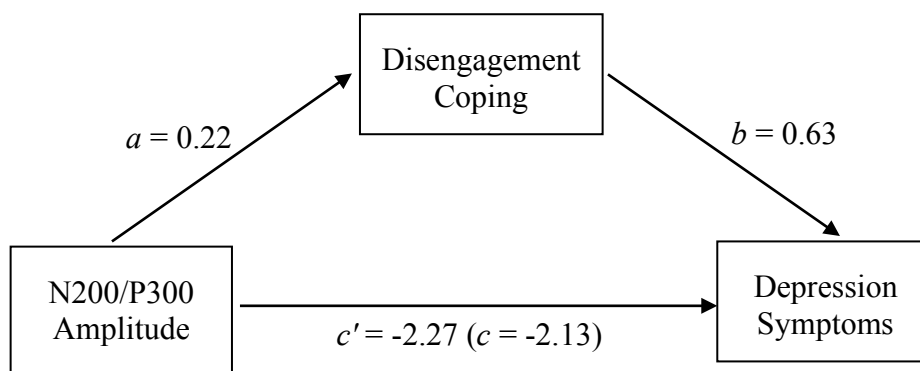 Disengagement
Coping
a = 0.22
b = 0.63
N200/P300
Amplitude
Depression
Symptoms
c' = -2.27 (c = -2.13)